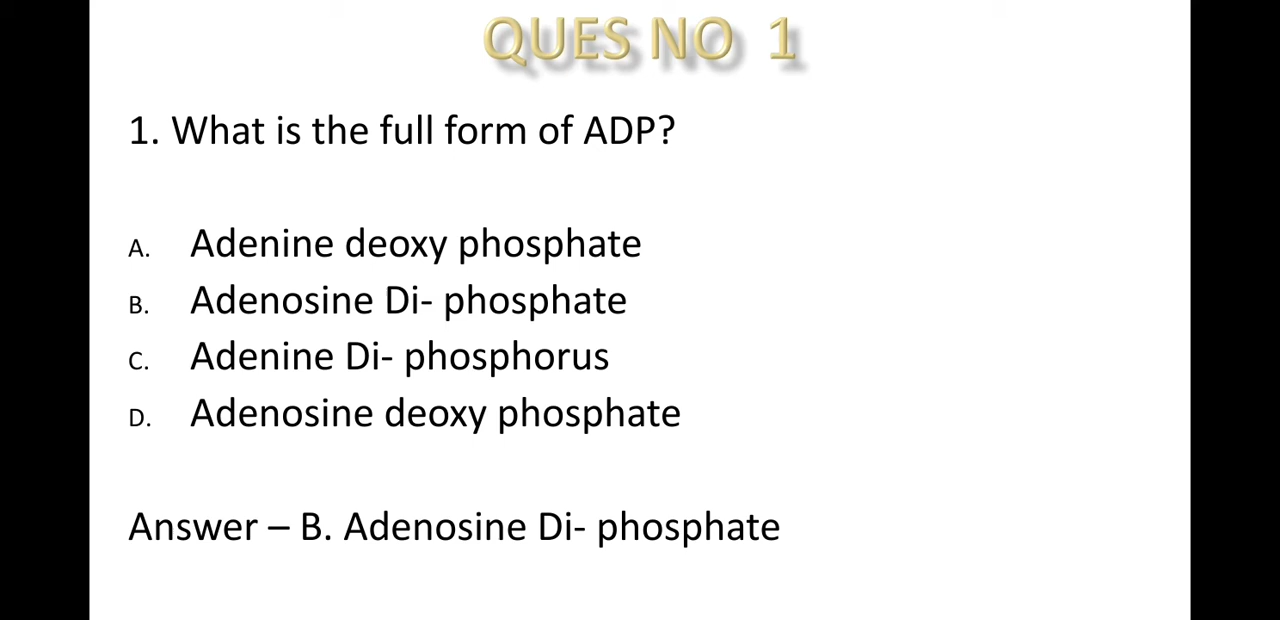 QUES NO 1
1. What is the full form of ADP?
A. Adenine deoxy phosphate
B. Adenosine Di- phosphate
C. Adenine Di- phosphorus
D. Adenosine deoxy phosphate
Answer – B. Adenosine Di- phosphate